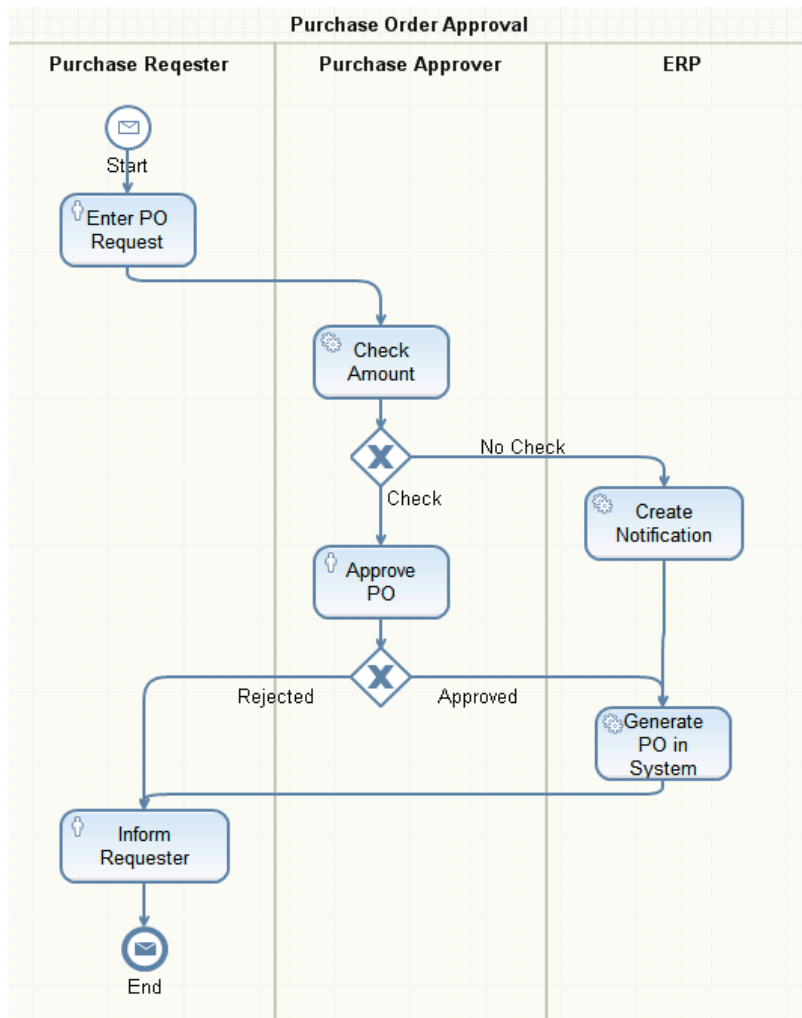 Purchase Order Approval
Purchase Reqester
Purchase Approver
ERP
Start
Enter PO
Request
Check
Amount
No Check
Check
Create
Notification
Approve
PO
Rejected
Approved
Generate
PO in
System
Inform
Requester
End